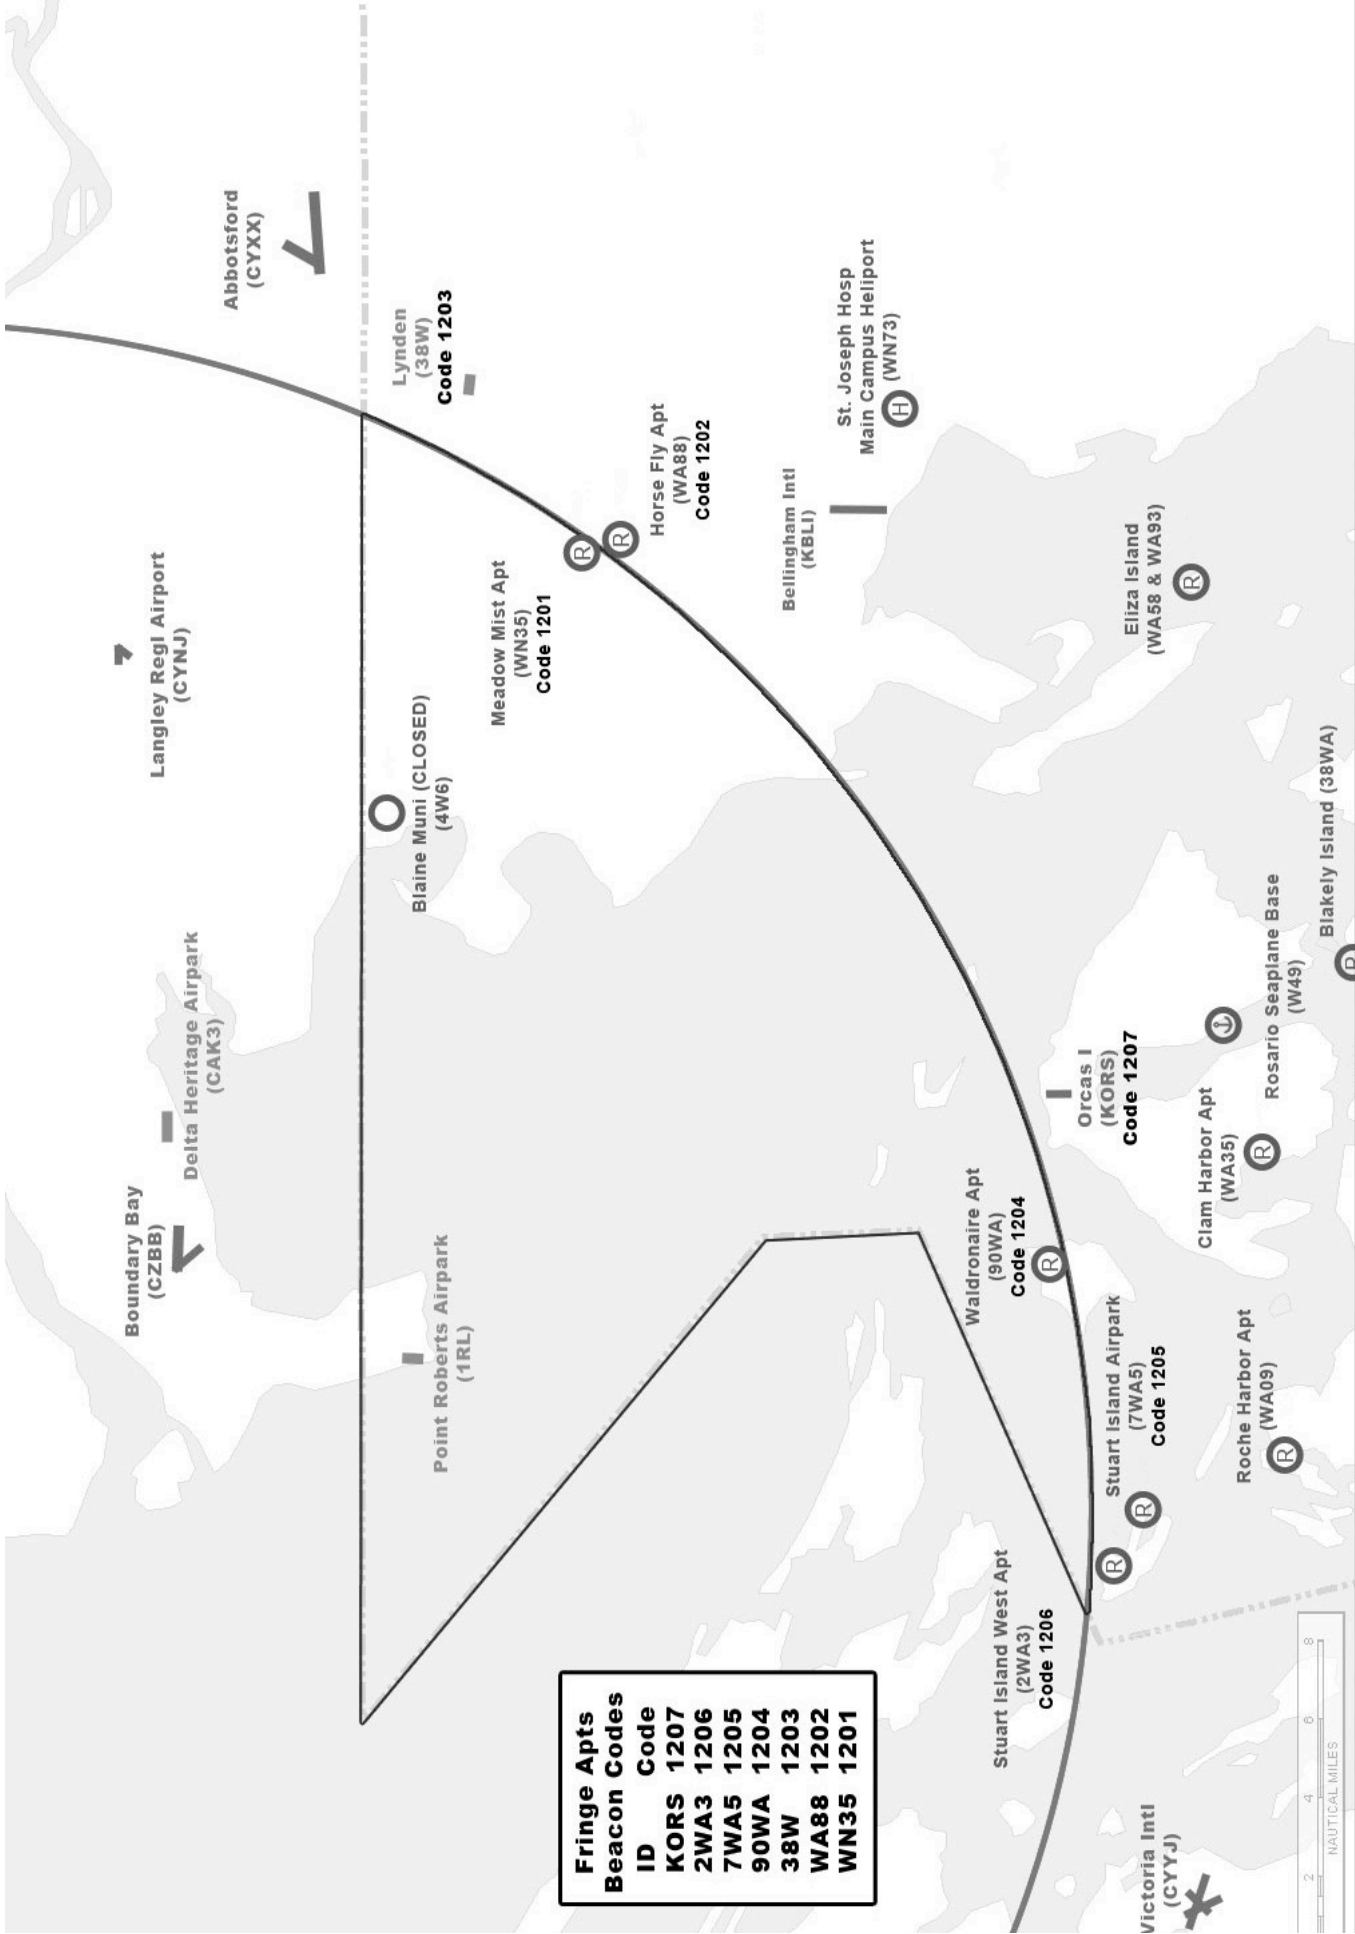 Abbotsford
(CYXX)
Langley Regl Airport
(CYNJ)
Delta Heritage Airpark
(CAK3)
Boundary Bay
(CZBB)
Lynden
(38W)
Code 1203
Blaine Muni (CLOSED)
(4W6)
Point Roberts Airpark
(1RL)
Meadow Mist Apt
(WN35)
Code 1201
R
R
Horse Fly Apt
(WA88)
Code 1202
Bellingham Intl
(KBLI)
St. Joseph Hosp
Main Campus Heliport
(WN73)
H
Eliza Island
(WA58 & WA93)
R
Orcas I
(KORS)
Code 1207
Waldronaire Apt
(90WA)
Code 1204
R
Stuart Island Airpark
(7WA5)
Code 1205
R
Stuart Island West Apt
(2WA3)
Code 1206
R
Clam Harbor Apt
(WA35)
R
Rosario Seaplane Base
(W49)
Blakely Island (38WA)
R
Roche Harbor Apt
(WA09)
R
Victoria Intl
(CYYJ)
Fringe Apts
Beacon Codes
ID Code
KORS 1207
2WA3 1206
7WA5 1205
90WA 1204
38W 1203
WA88 1202
WN35 1201
2 4 6 8
NAUTICAL MILES